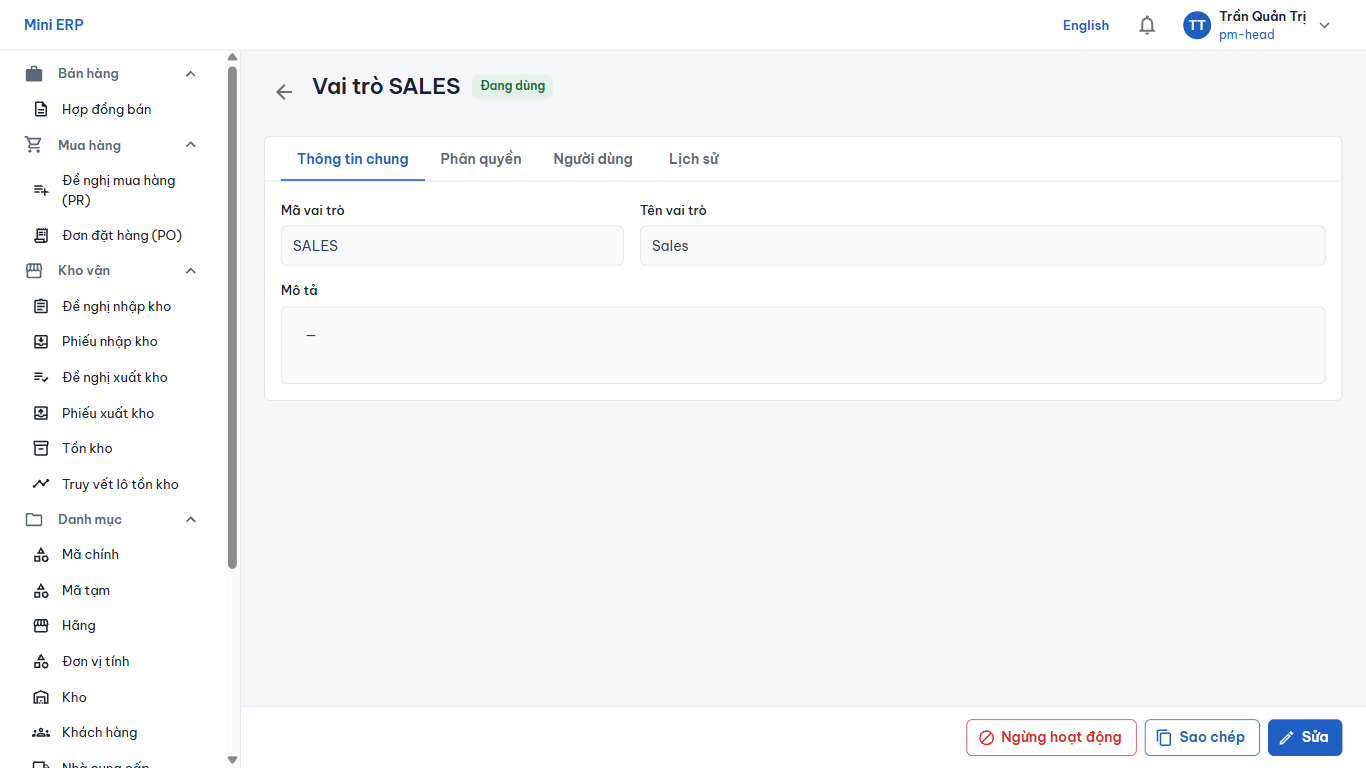 Mini ERP
English
TT
Trần Quản Trị
pm-head
Bán hàng
Hợp đồng bán
Mua hàng
Đề nghị mua hàng
(PR)
Đơn đặt hàng (PO)
Kho vận
Đề nghị nhập kho
Phiếu nhập kho
Đề nghị xuất kho
Phiếu xuất kho
Tồn kho
Truy vết lô tồn kho
Danh mục
Mã chính
Mã tạm
Hãng
Đơn vị tính
Kho
Khách hàng
Nhà cung cấp
Vai trò SALES
Đang dùng
Thông tin chung
Phân quyền
Người dùng
Lịch sử
Mã vai trò
Tên vai trò
SALES
Sales
Mô tả
—
Ngừng hoạt động
Sao chép
Sửa